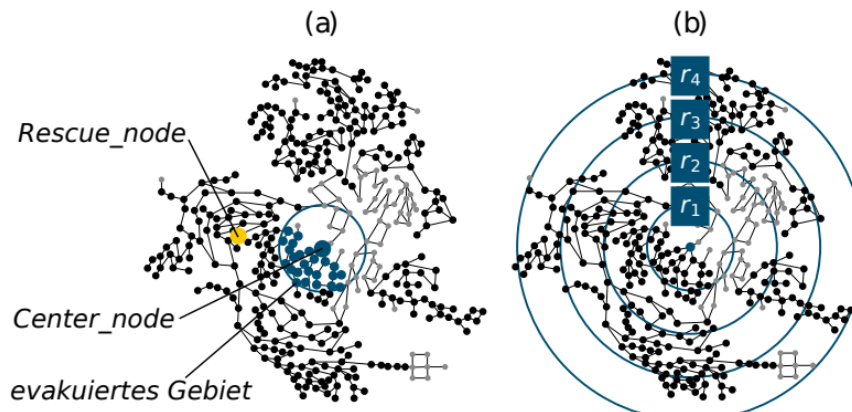 (a)
(b)
Rescue_node
Center_node
evakuiertes Gebiet
r4
r3
r2
r1